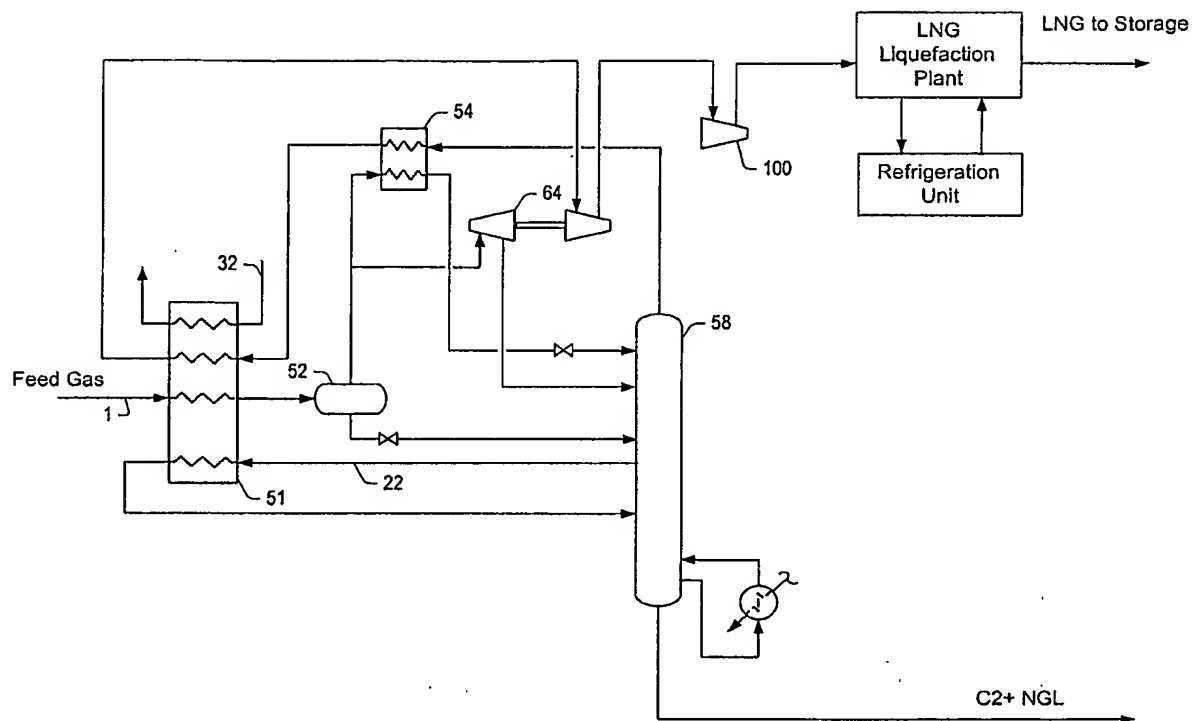 LNG
Liquefaction
Plant
LNG to Storage
54
100
Refrigeration
Unit
64
32
58
52
Feed Gas
1
22
51
C2+ NGL